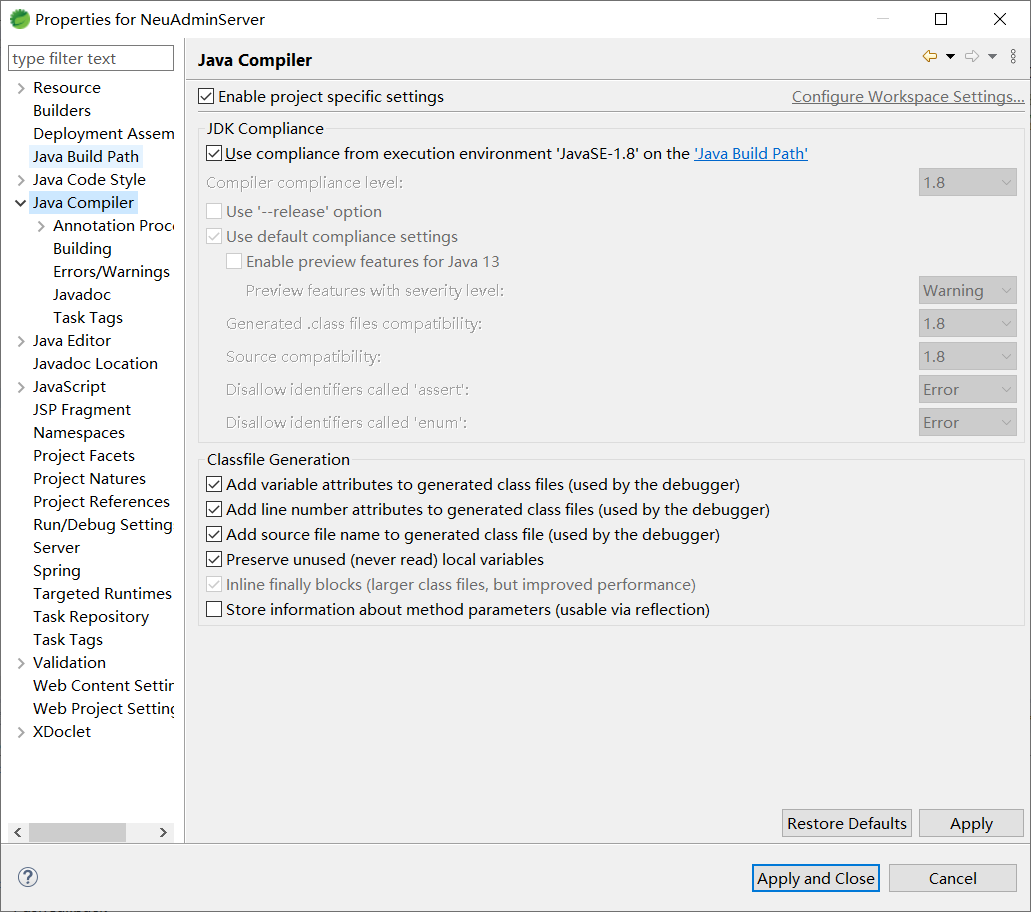 Properties for NeuAdminServer
type filter text
Resource
Builders
Deployment Assem
Java Build Path
Java Code Style
Java Compiler
Annotation Proc
Building
Errors/Warnings
Javadoc
Task Tags
Java Editor
Javadoc Location
JavaScript
JSP Fragment
Namespaces
Project Facets
Project Natures
Project References
Run/Debug Setting
Server
Spring
Targeted Runtimes
Task Repository
Task Tags
Validation
Web Content Settin
Web Project Setting
XDoclet
Java Compiler
Enable project specific settings
Configure Workspace Settings...
JDK Compliance
Use compliance from execution environment 'JavaSE-1.8' on the 'Java Build Path'
Compiler compliance level: 1.8
Use '--release' option
Use default compliance settings
Enable preview features for Java 13
Preview features with severity level: Warning
Generated .class files compatibility: 1.8
Source compatibility: 1.8
Disallow identifiers called 'assert': Error
Disallow identifiers called 'enum': Error
Classfile Generation
Add variable attributes to generated class files (used by the debugger)
Add line number attributes to generated class files (used by the debugger)
Add source file name to generated class file (used by the debugger)
Preserve unused (never read) local variables
Inline finally blocks (larger class files, but improved performance)
Store information about method parameters (usable via reflection)
Restore Defaults
Apply
Apply and Close
Cancel